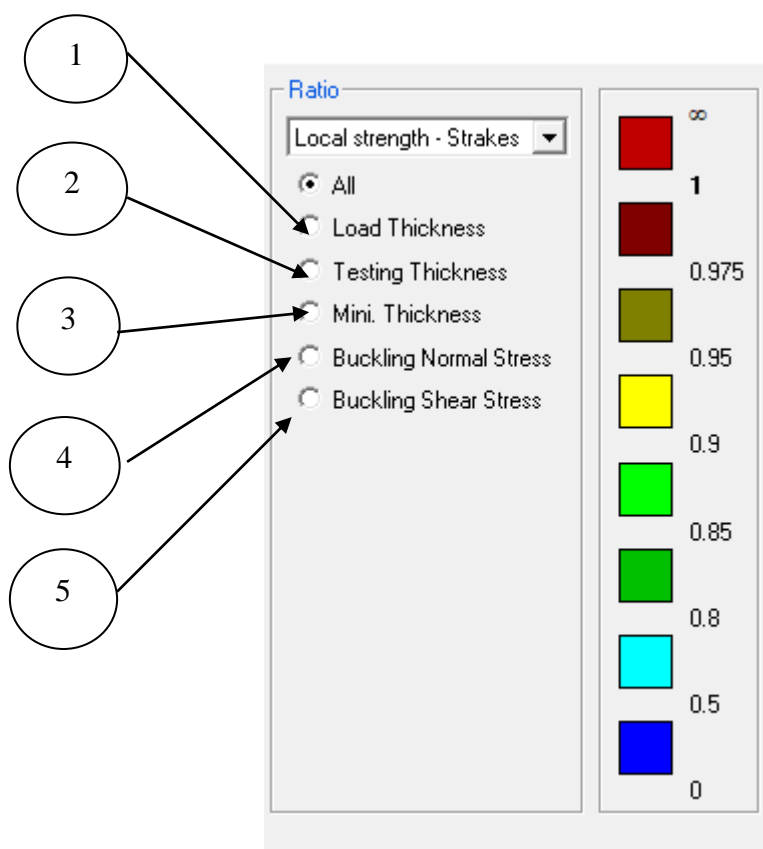 1
2
3
4
5
Ratio
Local strength - Strakes
All
Load Thickness
Testing Thickness
Mini. Thickness
Buckling Normal Stress
Buckling Shear Stress
∞
1
0.975
0.95
0.9
0.85
0.8
0.5
0